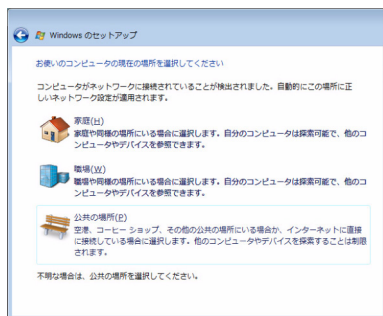 Windows のセットアップ
お使いのコンピュータの現在の場所を選択してください
コンピュータがネットワークに接続されていることが検出されました。自動的にこの場所に正
しいネットワーク設定が適用されます。
家庭(H)
家庭や同様の場所にいる場合に選択します。自分のコンピュータは探索可能で、他のコ
ンピュータやデバイスを参照できます。
職場(W)
職場や同様の場所にいる場合に選択します。自分のコンピュータは探索可能で、他のコ
ンピュータやデバイスを参照できます。
公共の場所(P)
空港、コーヒー ショップ、その他の公共の場所にいる場合か、インターネットに直接
に接続している場合に選択します。他のコンピュータやデバイスを探索することは制限
されます。
不明な場合は、公共の場所を選択してください。